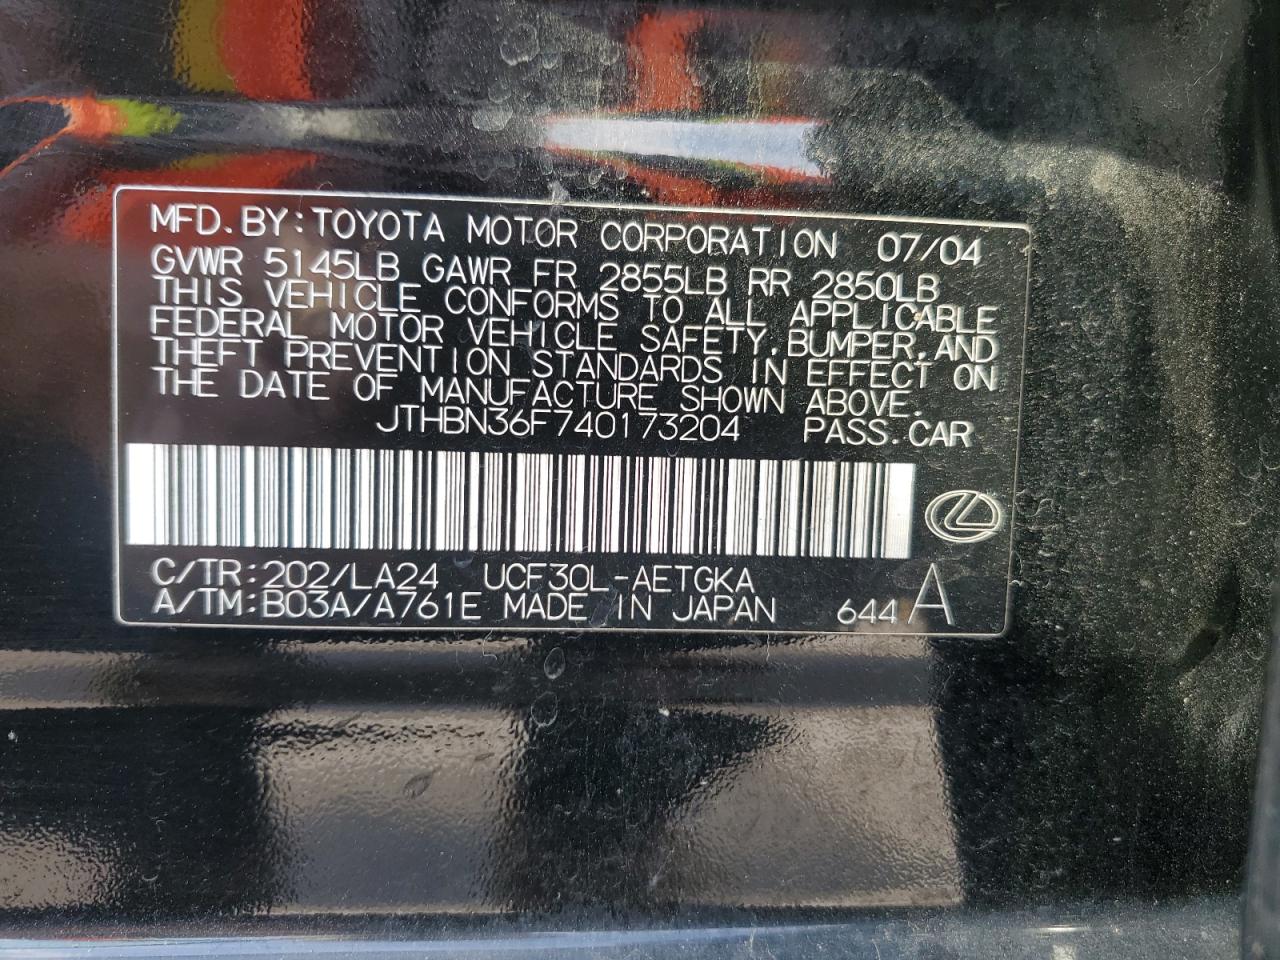 MFD.BY:TOYOTA MOTOR CORPORATION 07/04
GVWR 5145LB GAWR FR 2855LB RR 2850LB
THIS VEHICLE CONFORMS TO ALL APPLICABLE
FEDERAL MOTOR VEHICLE SAFETY,BUMPER,AND
THEFT PREVENTION STANDARDS IN EFFECT ON
THE DATE OF MANUFACTURE SHOWN ABOVE.
JTHBN36F740173204 PASS.CAR
C/TR:202/LA24 UCF30L-AETGKA
A/TM:B03A/A761E MADE IN JAPAN 644 A